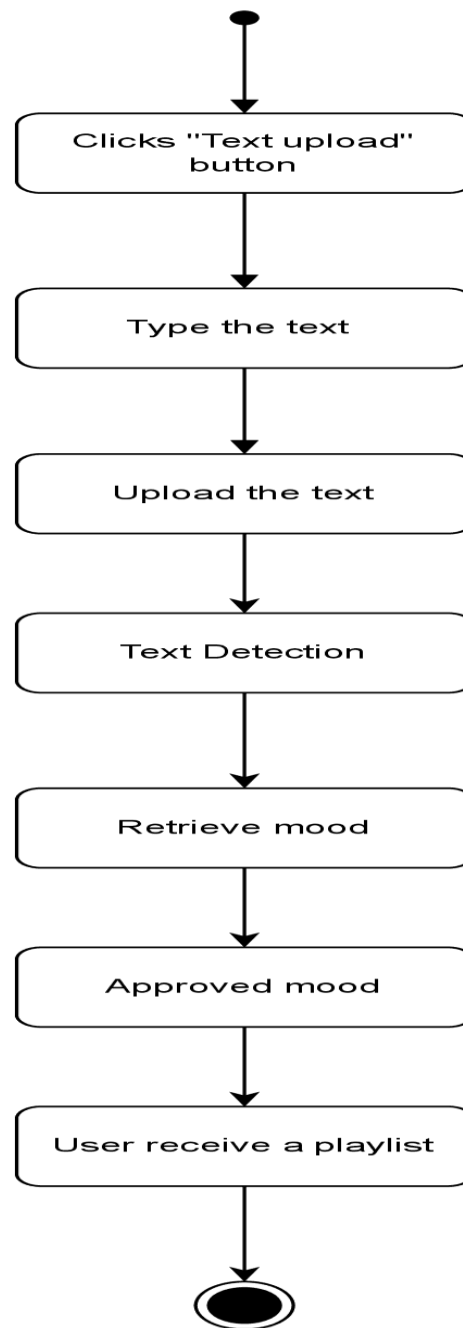 Clicks "Text upload"
button
Type the text
Upload the text
Text Detection
Retrieve mood
Approved mood
User receive a playlist